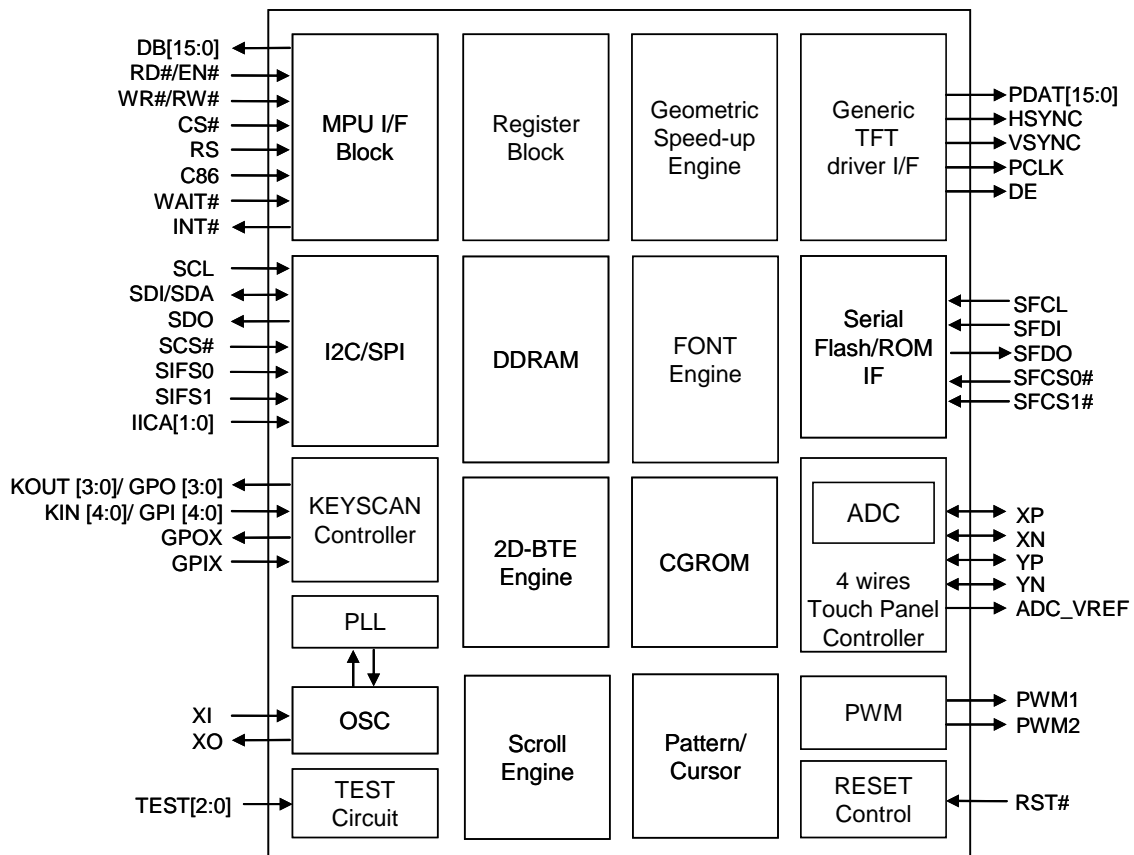 DB[15:0]
RD#/EN#
WR#/RW#
CS#
RS
C86
WAIT#
INT#
MPU I/F
Block
Register
Block
Geometric
Speed-up
Engine
Generic
TFT
driver I/F
PDAT[15:0]
HSYNC
VSYNC
PCLK
DE
SCL
SDI/SDA
SDO
SCS#
SIFS0
SIFS1
IICA[1:0]
I2C/SPI
DDRAM
FONT
Engine
Serial
Flash/ROM
IF
SFCL
SFDI
SFDO
SFCS0#
SFCS1#
KOUT [3:0]/ GPO [3:0]
KIN [4:0]/ GPI [4:0]
GPOX
GPIX
KEYSCAN
Controller
2D-BTE
Engine
CGROM
ADC
4 wires
Touch Panel
Controller
XP
XN
YP
YN
ADC_VREF
PLL
XI
XO
OSC
Scroll
Engine
Pattern/
Cursor
PWM
PWM1
PWM2
TEST[2:0]
TEST
Circuit
RESET
Control
RST#